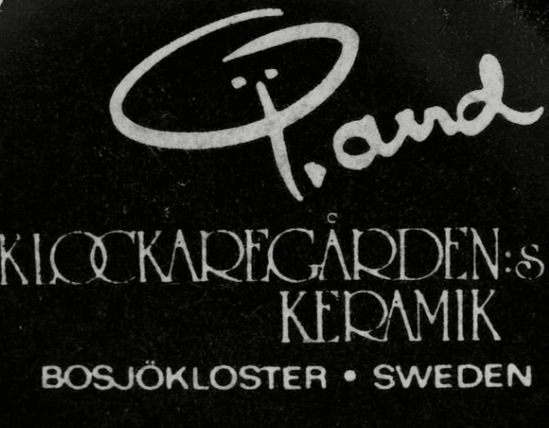 KLOCKAREGÅRDEN:s
KERAMIK
BOSJÖKLOSTER • SWEDEN